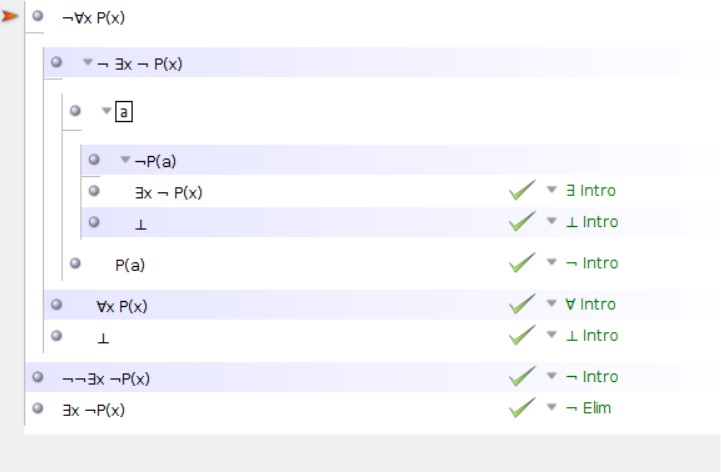 ¬∀x P(x)
¬ ∃x ¬ P(x)
a
¬P(a)
∃x ¬ P(x) ∃ Intro
⊥ ⊥ Intro
P(a) ¬ Intro
∀x P(x) ∀ Intro
⊥ ⊥ Intro
¬¬∃x ¬P(x) ¬ Intro
∃x ¬P(x) ¬ Elim